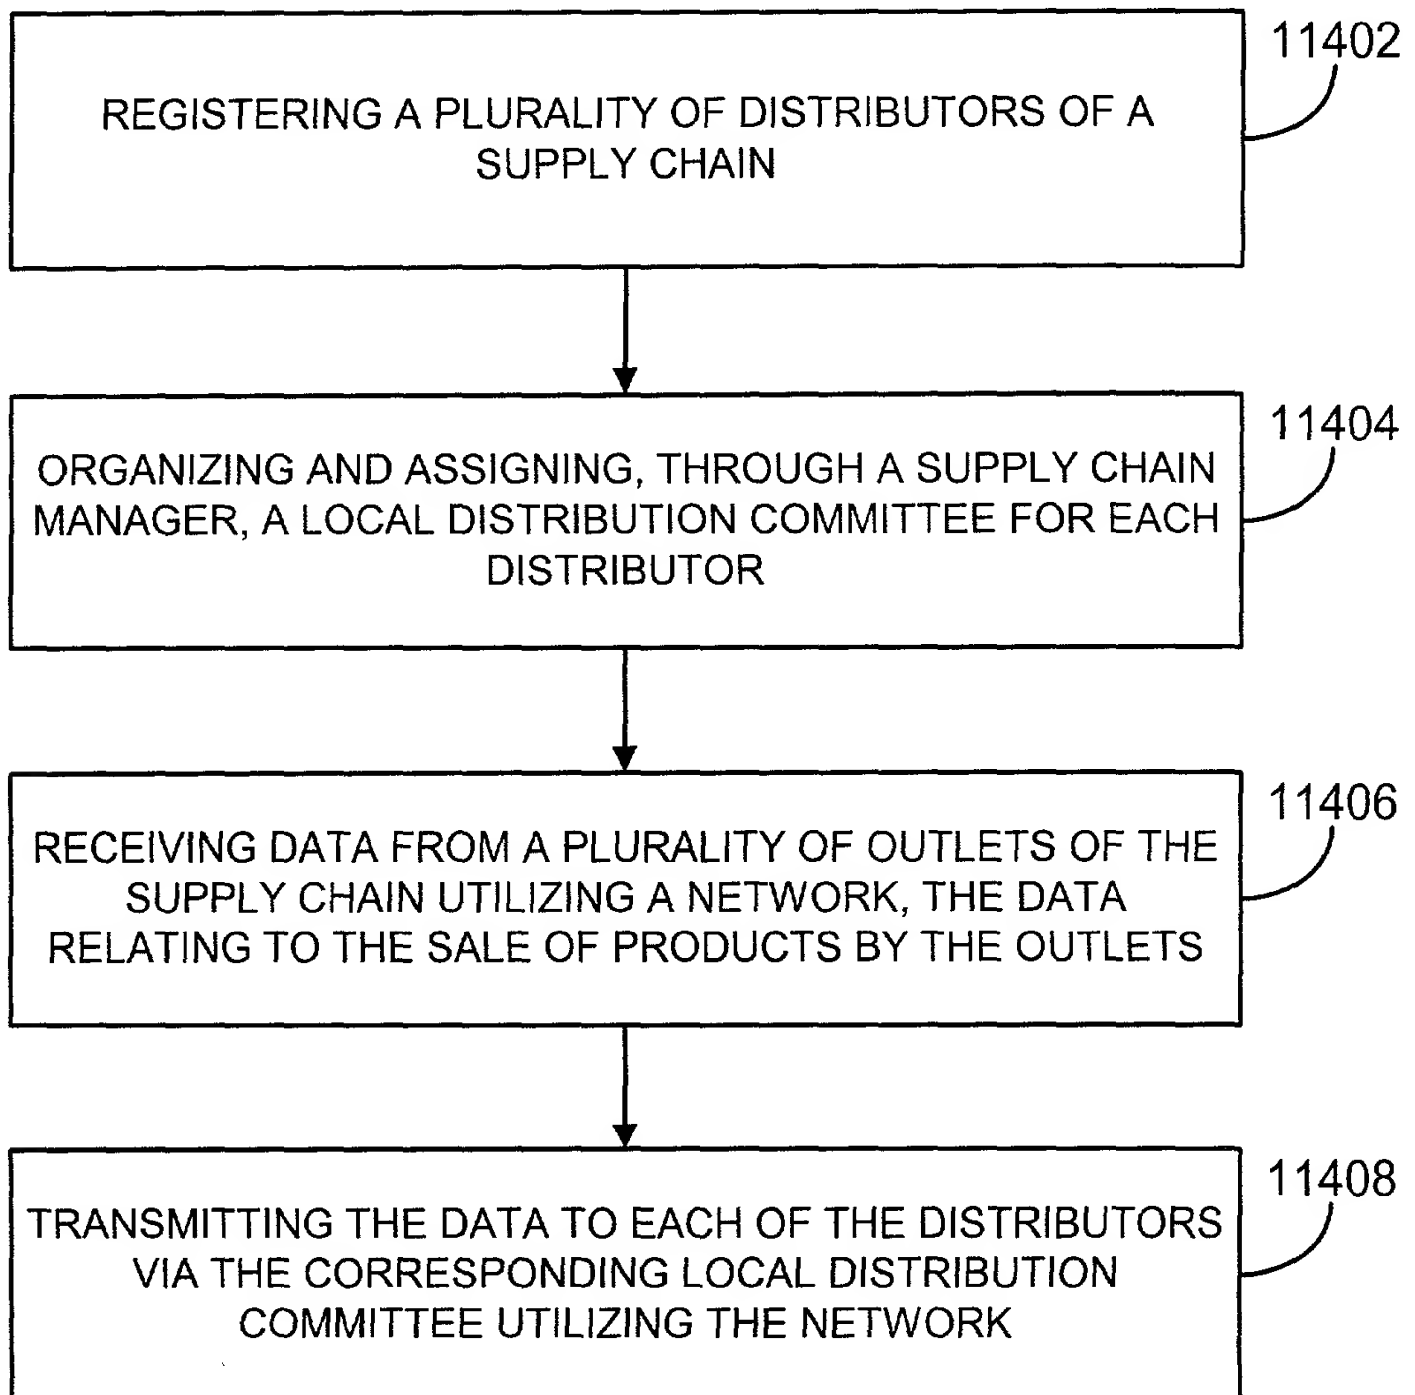 11402
REGISTERING A PLURALITY OF DISTRIBUTORS OF A
SUPPLY CHAIN
11404
ORGANIZING AND ASSIGNING, THROUGH A SUPPLY CHAIN
MANAGER, A LOCAL DISTRIBUTION COMMITTEE FOR EACH
DISTRIBUTOR
11406
RECEIVING DATA FROM A PLURALITY OF OUTLETS OF THE
SUPPLY CHAIN UTILIZING A NETWORK, THE DATA
RELATING TO THE SALE OF PRODUCTS BY THE OUTLETS
11408
TRANSMITTING THE DATA TO EACH OF THE DISTRIBUTORS
VIA THE CORRESPONDING LOCAL DISTRIBUTION
COMMITTEE UTILIZING THE NETWORK